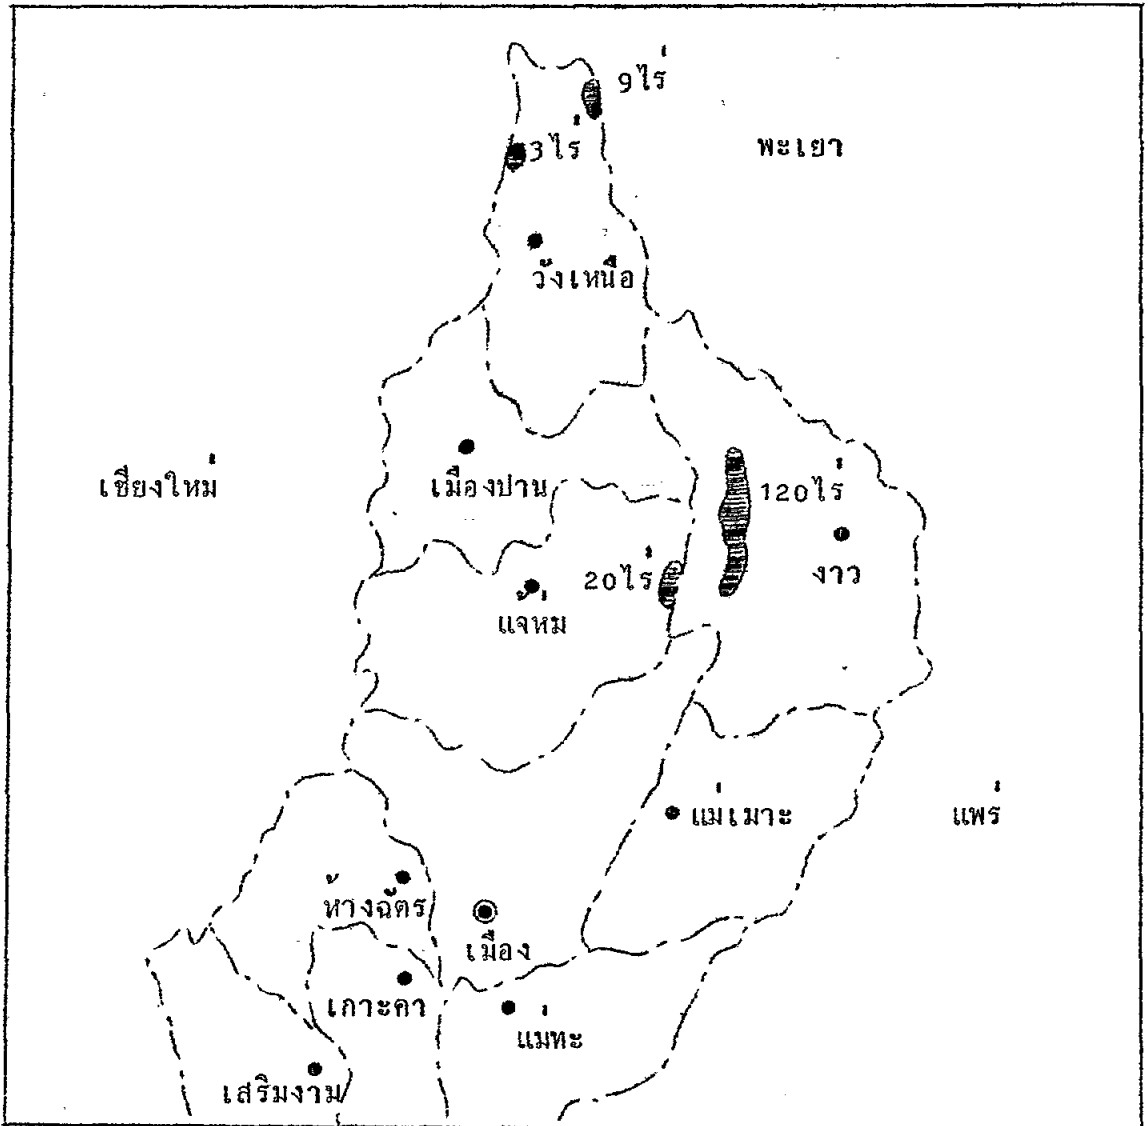 9ไร่
3ไร่
พะเยา
วังเหนือ
เชียงใหม่
เมืองปาน
120ไร่
20ไร่
งาว
แจ้ห่ม
แม่เมาะ
แพร่
ห้างฉัตร
เมือง
เกาะคา
แม่ทะ
เสริมงาม